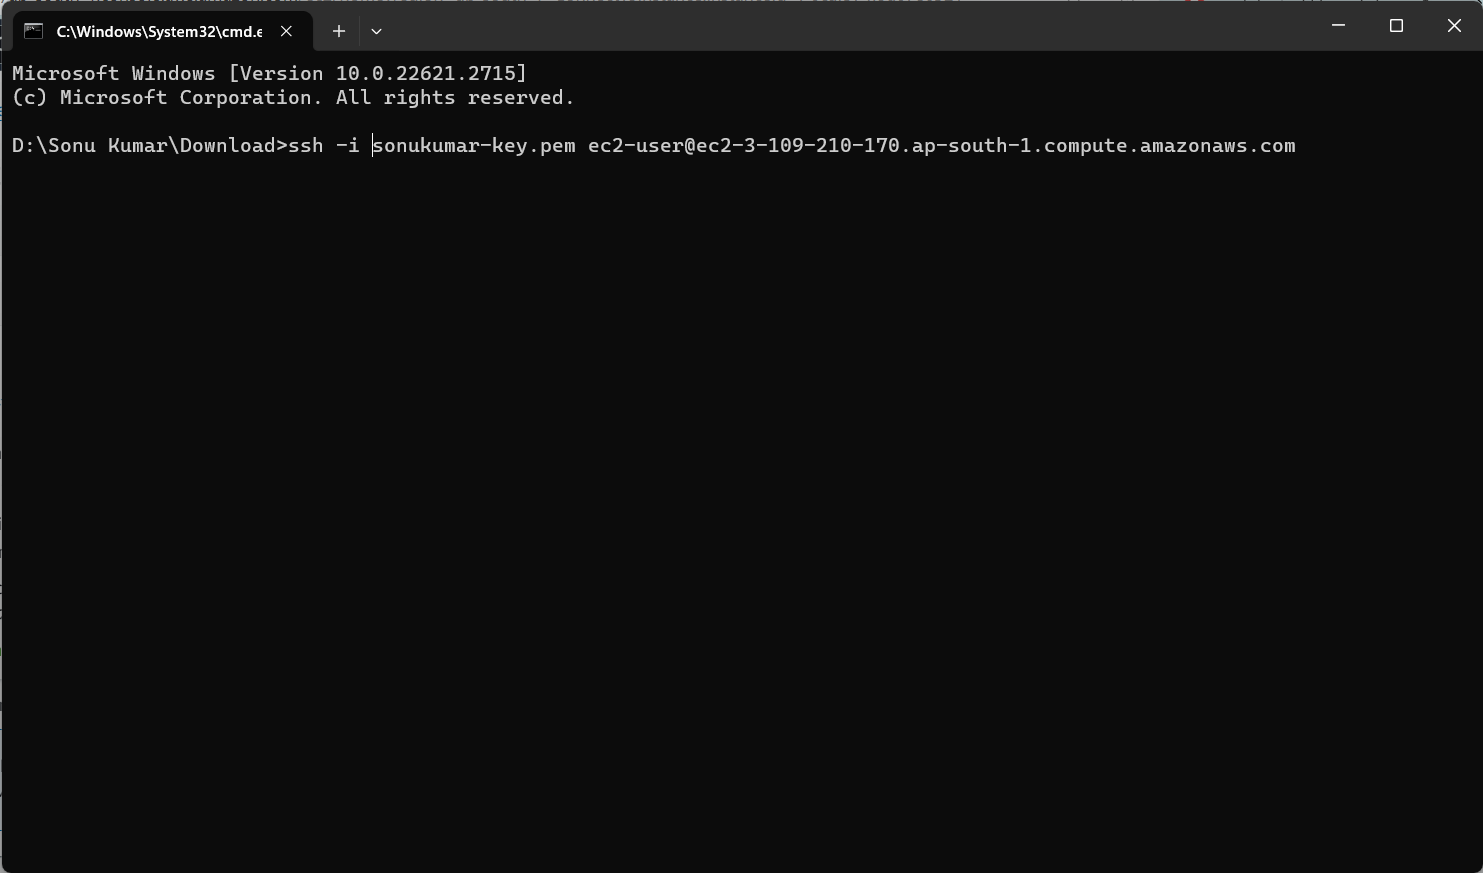 C:\Windows\System32\cmd.e
Microsoft Windows [Version 10.0.22621.2715]
(c) Microsoft Corporation. All rights reserved.
D:\Sonu Kumar\Download>ssh -i sonukumar-key.pem ec2-user@ec2-3-109-210-170.ap-south-1.compute.amazonaws.com